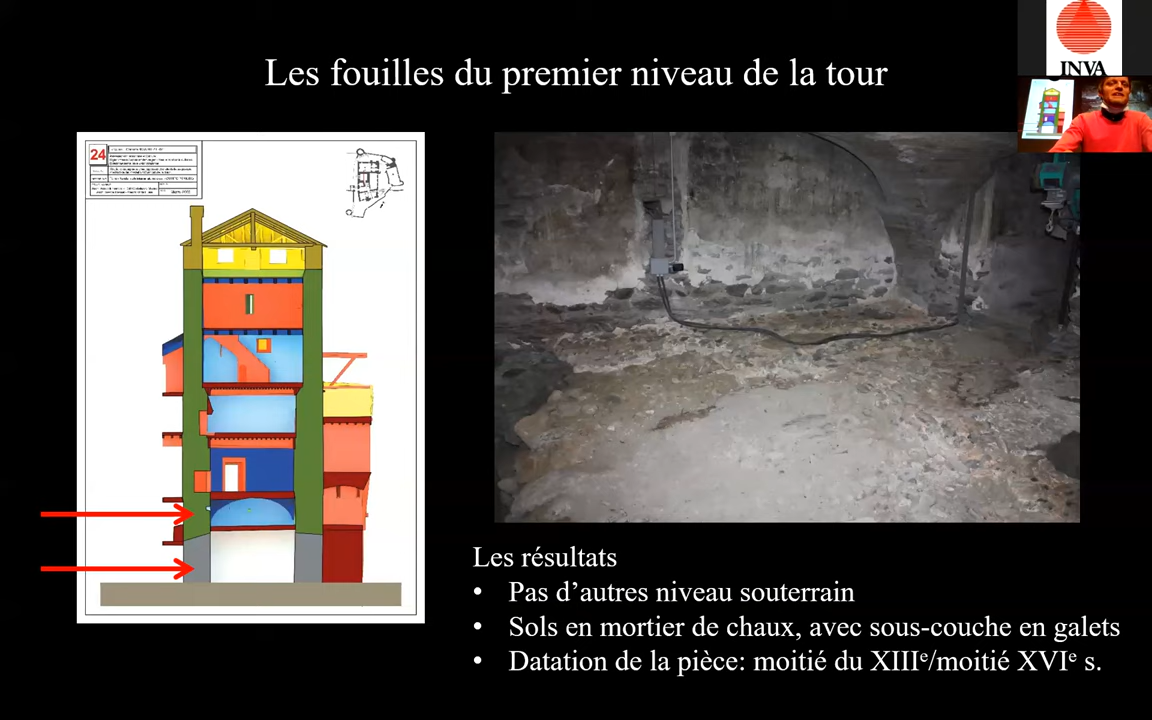 Les fouilles du premier niveau de la tour
INVA
24
Les résultats
• Pas d’autres niveau souterrain
• Sols en mortier de chaux, avec sous-couche en galets
• Datation de la pièce: moitié du XIIIᵉ/moitié XVIᵉ s.